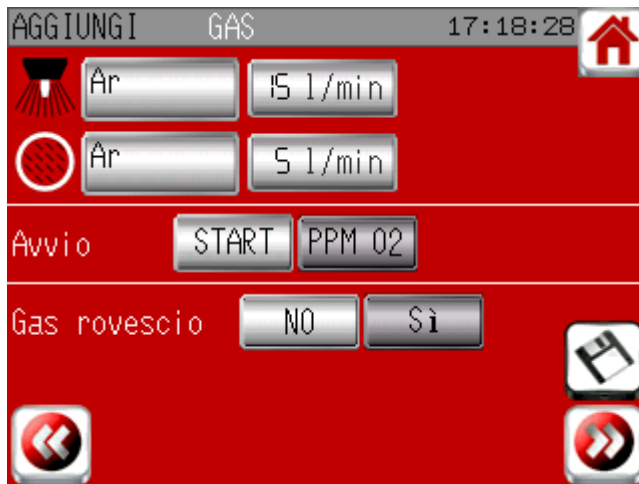 AGGIUNGI GAS 17:18:28
Ar 15 l/min
Ar 5 l/min
Avvio START PPM O2
Gas rovescio NO Sì